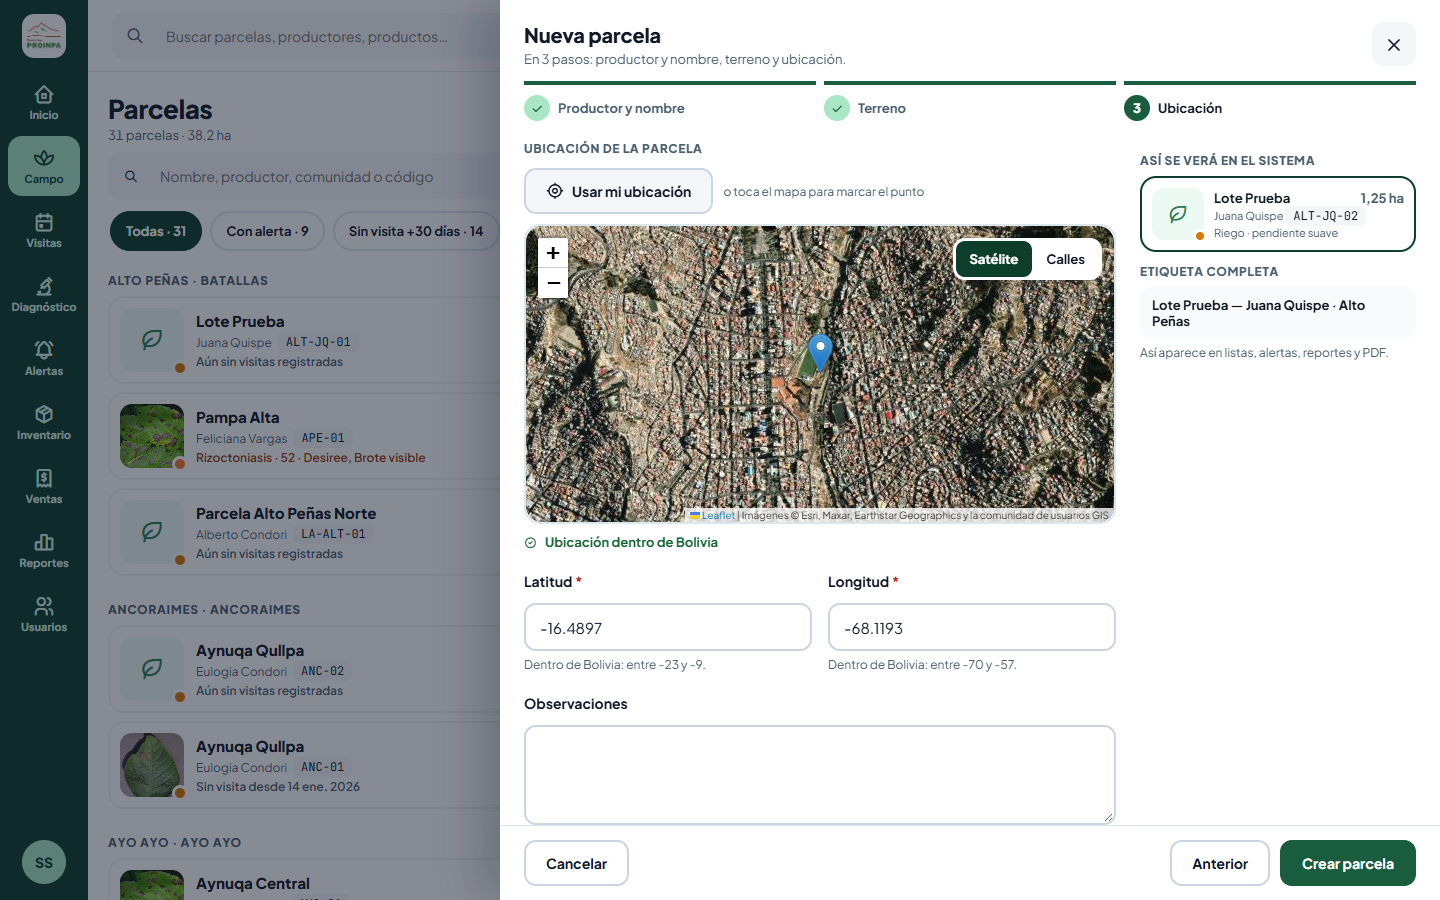 PROINPA
Inicio
Campo
Visitas
Diagnóstico
Alertas
Inventario
Ventas
Reportes
Usuarios
SS
Buscar parcelas, productores, productos...
Parcelas
31 parcelas · 38,2 ha
Nombre, productor, comunidad o código
Todas · 31
Con alerta · 9
Sin visita +30 días · 14
ALTO PEÑAS · BATALLAS
Lote Prueba
Juana Quispe ALT-JQ-01
Aún sin visitas registradas
Pampa Alta
Feliciana Vargas APE-01
Rizoctoniasis · 52 · Desiree, Brote visible
Parcela Alto Peñas Norte
Alberto Condori LA-ALT-01
Aún sin visitas registradas
ANCORAIMES · ANCORAIMES
Aynuqa Qullpa
Eulogia Condori ANC-02
Aún sin visitas registradas
Aynuqa Qullpa
Eulogia Condori ANC-01
Sin visita desde 14 ene. 2026
AYO AYO · AYO AYO
Aynuqa Central
Nueva parcela
En 3 pasos: productor y nombre, terreno y ubicación.
Productor y nombre
Terreno
3 Ubicación
UBICACIÓN DE LA PARCELA
Usar mi ubicación
o toca el mapa para marcar el punto
+
−
Satélite
Calles
Leaflet | Imágenes © Esri, Maxar, Earthstar Geographics y la comunidad de usuarios GIS
Ubicación dentro de Bolivia
Latitud *
-16.4897
Dentro de Bolivia: entre -23 y -9.
Longitud *
-68.1193
Dentro de Bolivia: entre -70 y -57.
Observaciones
ASÍ SE VERÁ EN EL SISTEMA
Lote Prueba 1,25 ha
Juana Quispe ALT-JQ-02
Riego · pendiente suave
ETIQUETA COMPLETA
Lote Prueba — Juana Quispe · Alto
Peñas
Así aparece en listas, alertas, reportes y PDF.
Cancelar
Anterior
Crear parcela